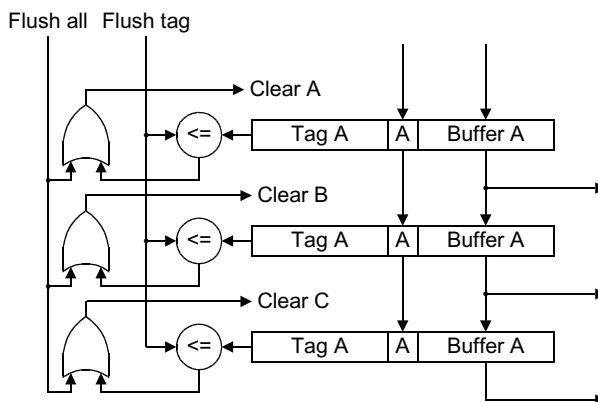 Flush all Flush tag
Clear A
<= Tag A A Buffer A
Clear B
<= Tag A A Buffer A
Clear C
<= Tag A A Buffer A